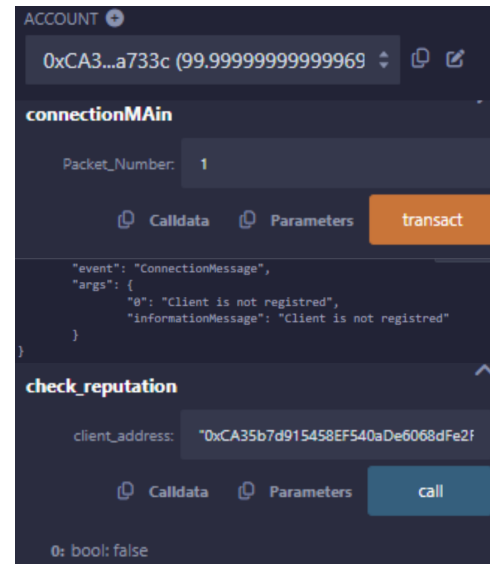 ACCOUNT
0xCA3...a733c (99.99999999999969
connectionMAin
Packet_Number: 1
Calldata Parameters transact
"event": "ConnectionMessage",
"args": {
"0": "Client is not registred",
"informationMessage": "Client is not registred"
}
}
check_reputation
client_address: "0xCA35b7d915458EF540aDe6068dFe2F
Calldata Parameters call
0: bool: false